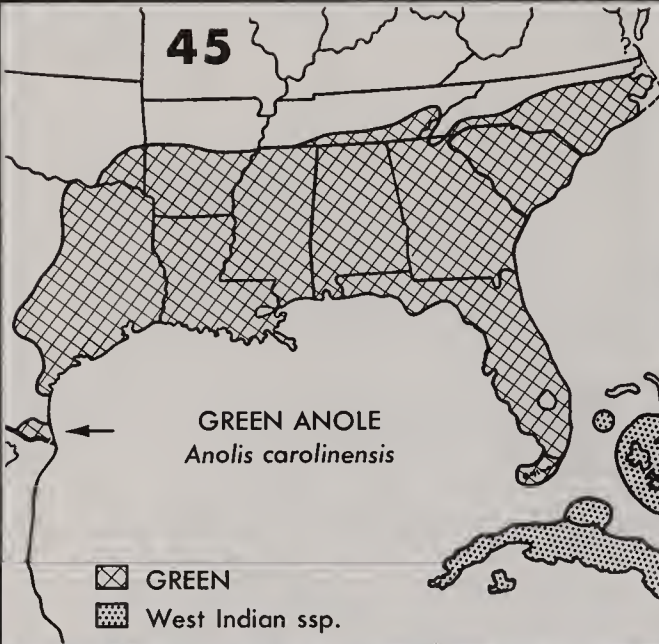 45
?
GREEN ANOLE
Anolis carolinensis
GREEN
West Indian ssp.